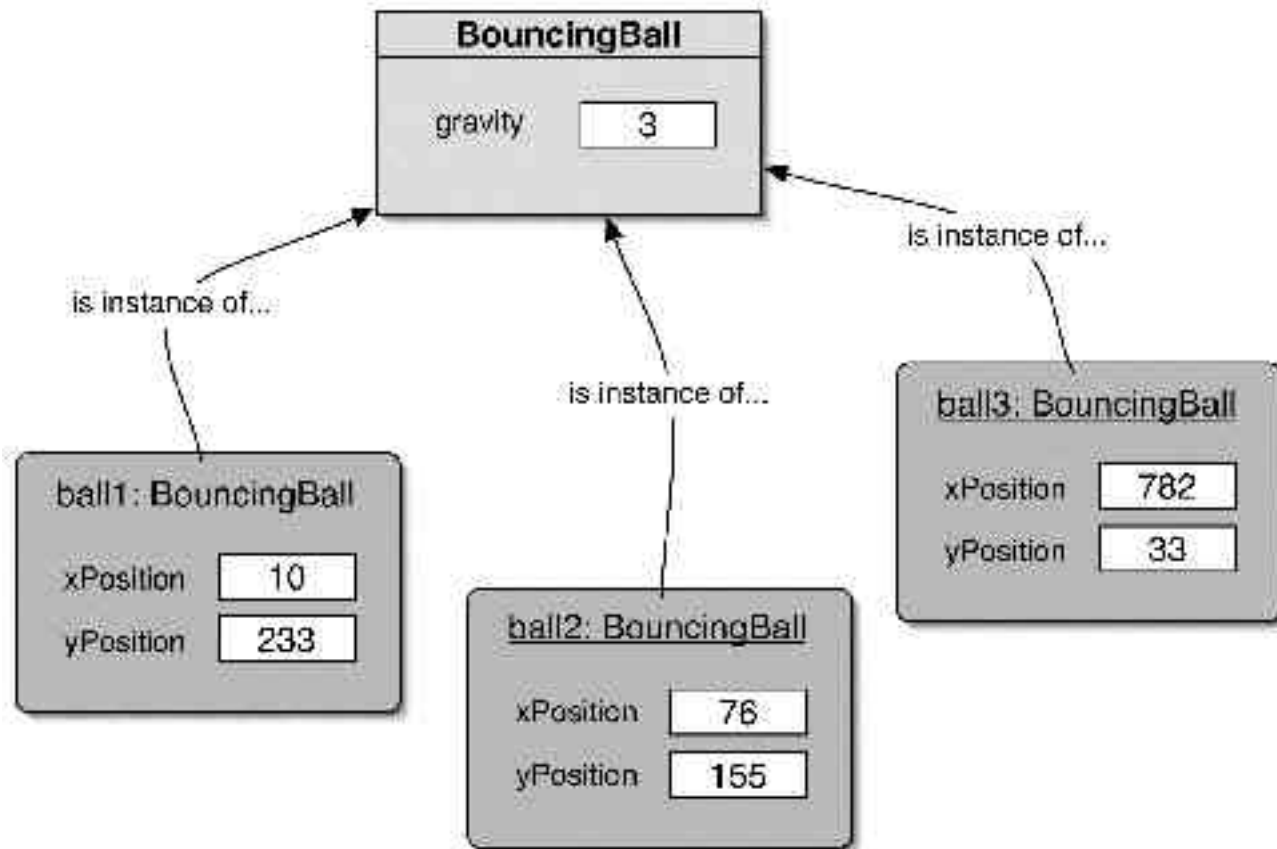 BouncingBall
gravity 3
is instance of...
is instance of...
is instance of...
ball1: BouncingBall
xPosition 10
yPosition 233
ball2: BouncingBall
xPosition 76
yPosition 155
ball3: BouncingBall
xPosition 782
yPosition 33